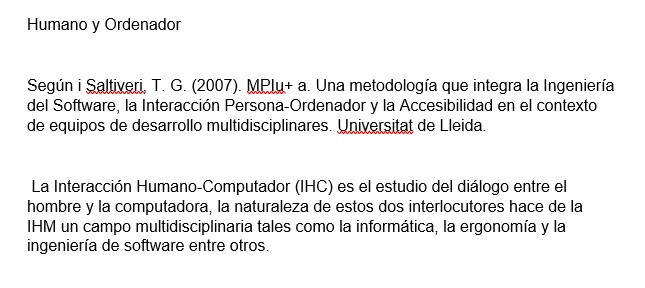 Humano y Ordenador
Según i Saltiveri, T. G. (2007). MPIu+ a. Una metodología que integra la Ingeniería
del Software, la Interacción Persona-Ordenador y la Accesibilidad en el contexto
de equipos de desarrollo multidisciplinares. Universitat de Lleida.
La Interacción Humano-Computador (IHC) es el estudio del diálogo entre el
hombre y la computadora, la naturaleza de estos dos interlocutores hace de la
IHM un campo multidisciplinaria tales como la informática, la ergonomía y la
ingeniería de software entre otros.